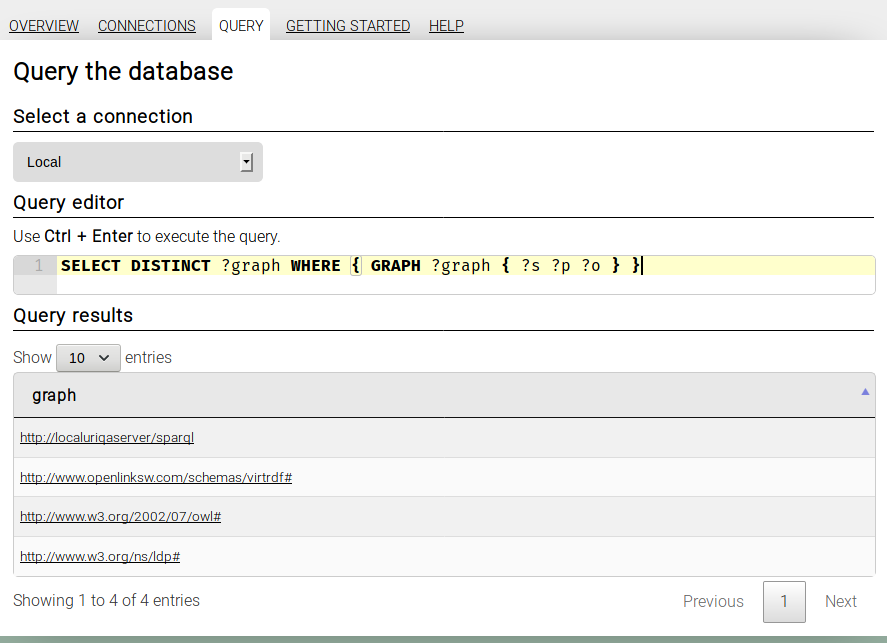 OVERVIEW CONNECTIONS QUERY GETTING STARTED HELP
Query the database
Select a connection
Local
Query editor
Use Ctrl + Enter to execute the query.
1 SELECT DISTINCT ?graph WHERE { GRAPH ?graph { ?s ?p ?o } }
Query results
Show 10 entries
graph
http://localuriqaserver/sparql
http://www.openlinksw.com/schemas/virtrdf#
http://www.w3.org/2002/07/owl#
http://www.w3.org/ns/ldp#
Showing 1 to 4 of 4 entries Previous 1 Next